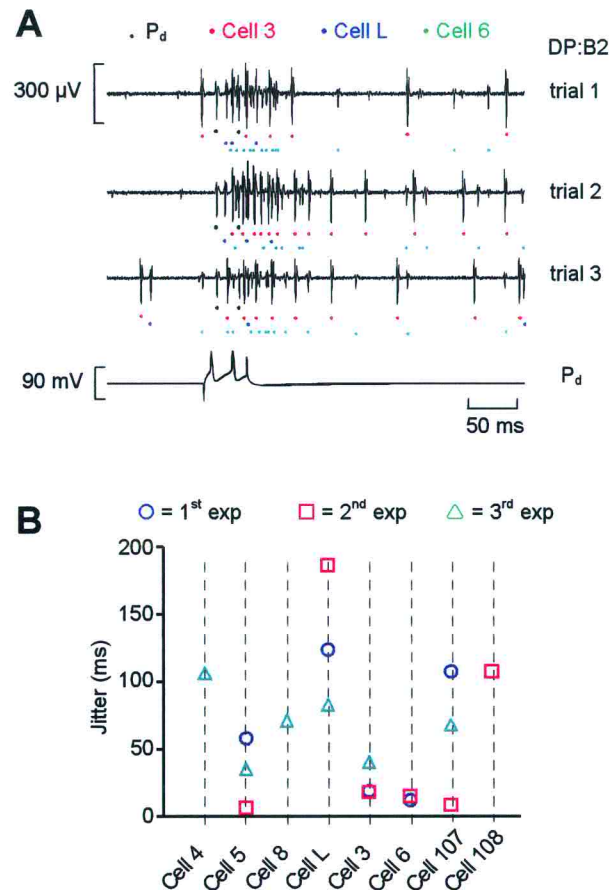 A
• Pd • Cell 3 • Cell L • Cell 6
DP:B2
300 µV
trial 1
trial 2
trial 3
90 mV
Pd
50 ms
B
○ = 1st exp □ = 2nd exp △ = 3rd exp
Jitter (ms)
200
150
100
50
0
Cell 4 Cell 5 Cell 8 Cell L Cell 3 Cell 6 Cell 107 Cell 108